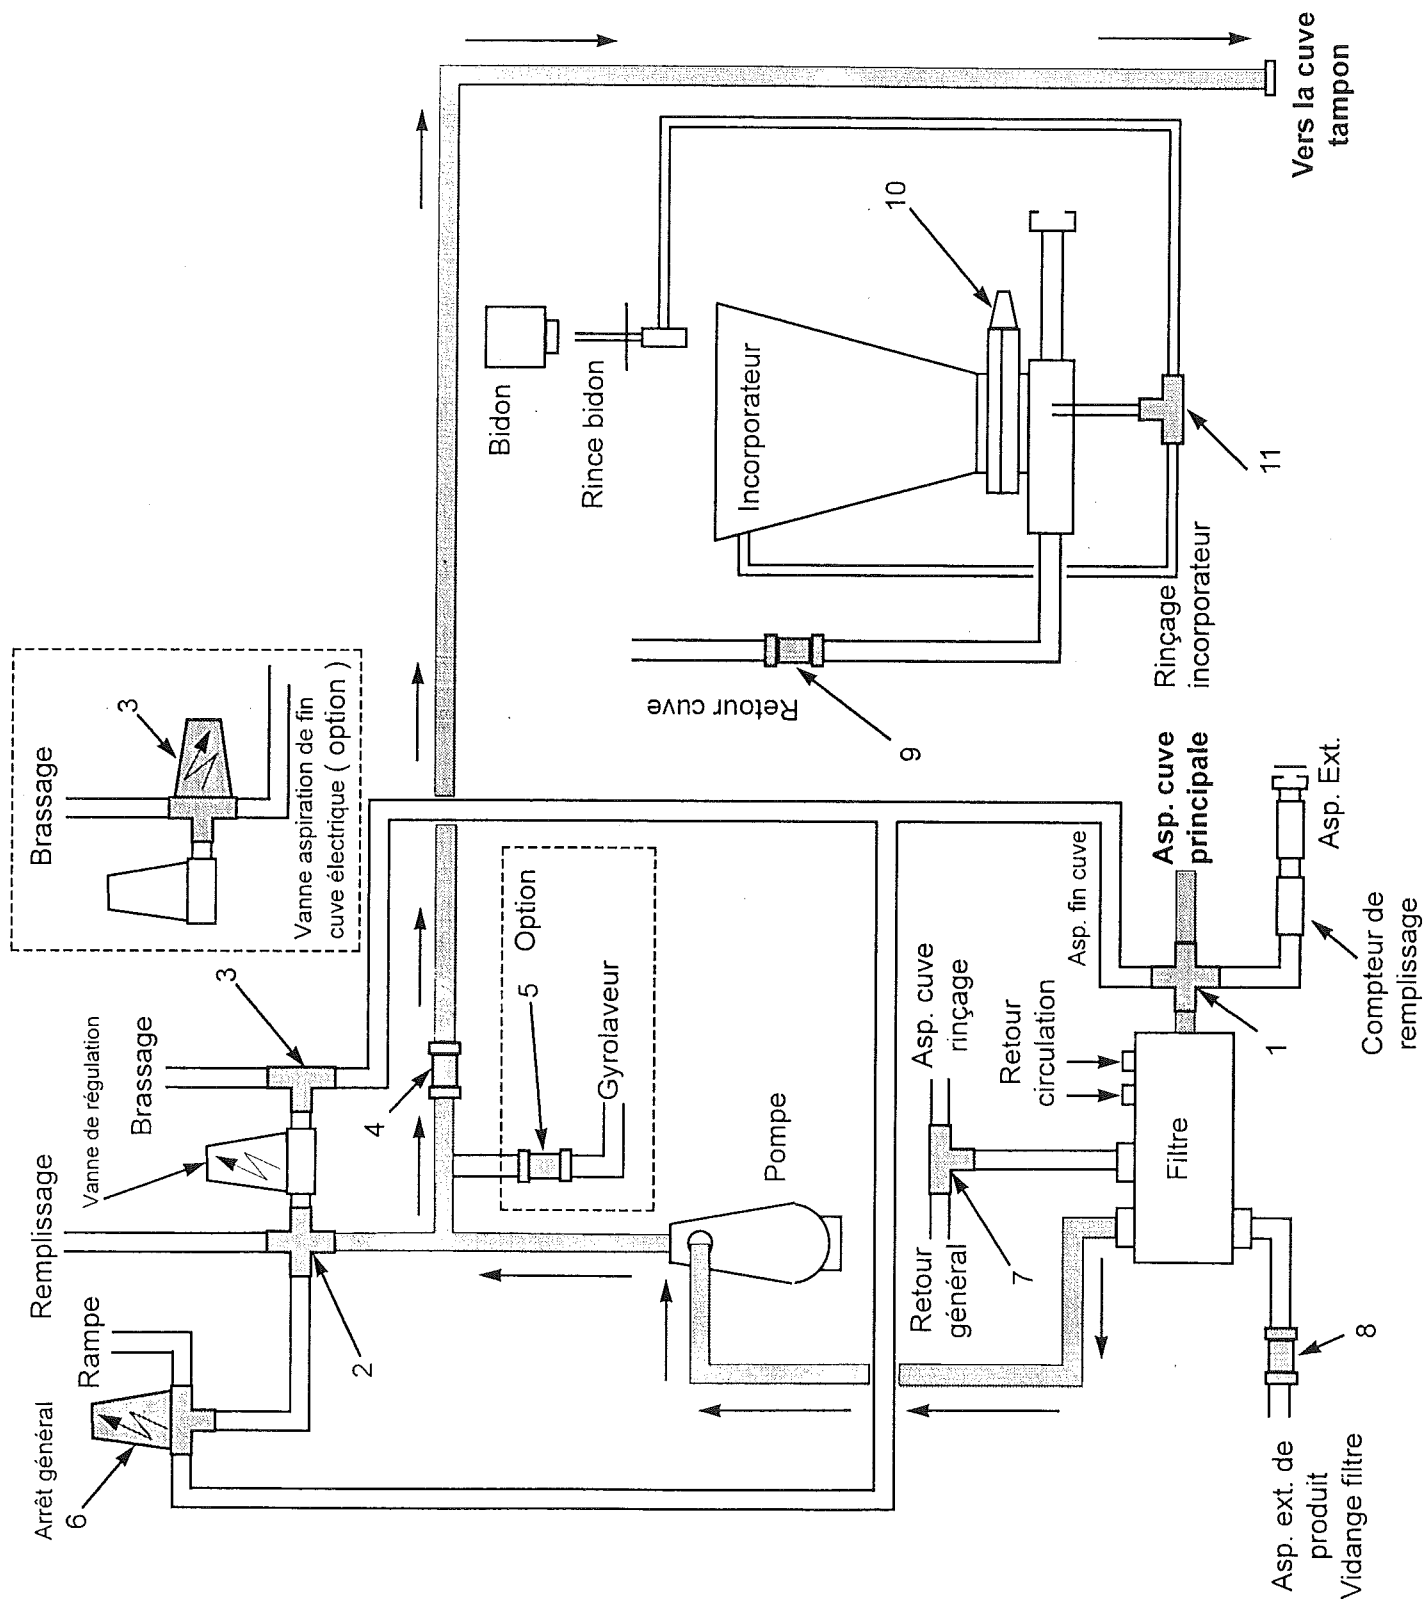 Arrêt général
6
Rampe
Remplissage
Vanne de régulation
Brassage
3
2
4
Brassage
3
Vanne aspiration de fin
cuve électrique ( option )
5
Option
Gyrolaveur
Pompe
Bidon
Rince bidon
Incorporateur
10
Retour cuve
9
11
Rinçage
incorporateur
Vers la cuve
tampon
Retour
général
7
Asp. cuve
rinçage
Retour
circulation
Asp. fin cuve
Asp. cuve
principale
Filtre
1
Asp. Ext.
Compteur de
remplissage
8
Asp. ext. de
produit
Vidange filtre